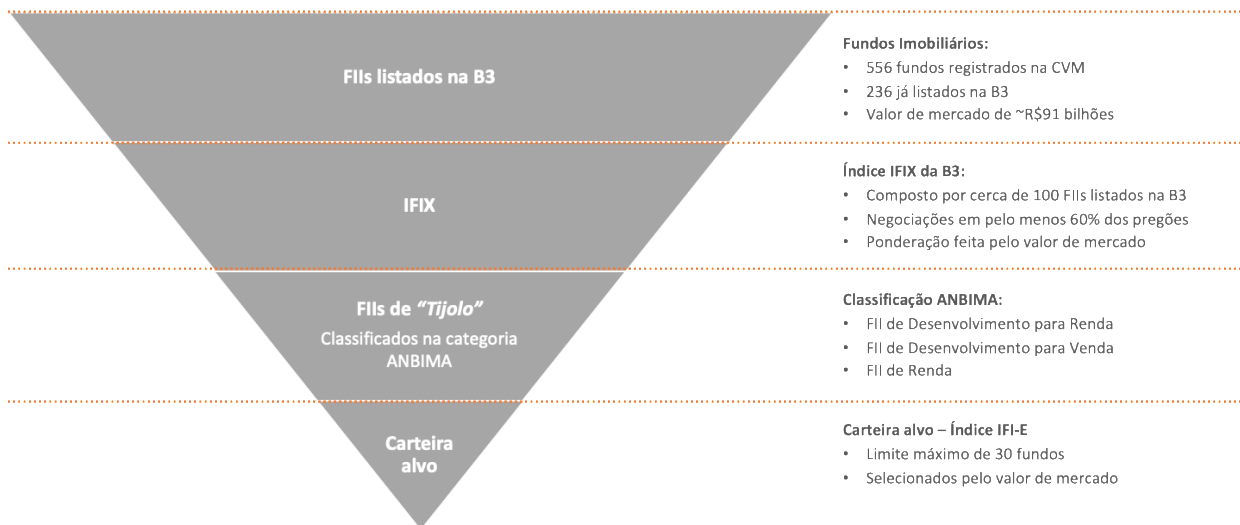 FIIs listados na B3
Fundos Imobiliários:
• 556 fundos registrados na CVM
• 236 já listados na B3
• Valor de mercado de ~R$91 bilhões
IFIX
Índice IFIX da B3:
• Composto por cerca de 100 FIIs listados na B3
• Negociações em pelo menos 60% dos pregões
• Ponderação feita pelo valor de mercado
FIIs de “Tijolo”
Classificados na categoria
ANBIMA
Classificação ANBIMA:
• FII de Desenvolvimento para Renda
• FII de Desenvolvimento para Venda
• FII de Renda
Carteira
alvo
Carteira alvo – Índice IFI-E
• Limite máximo de 30 fundos
• Selecionados pelo valor de mercado